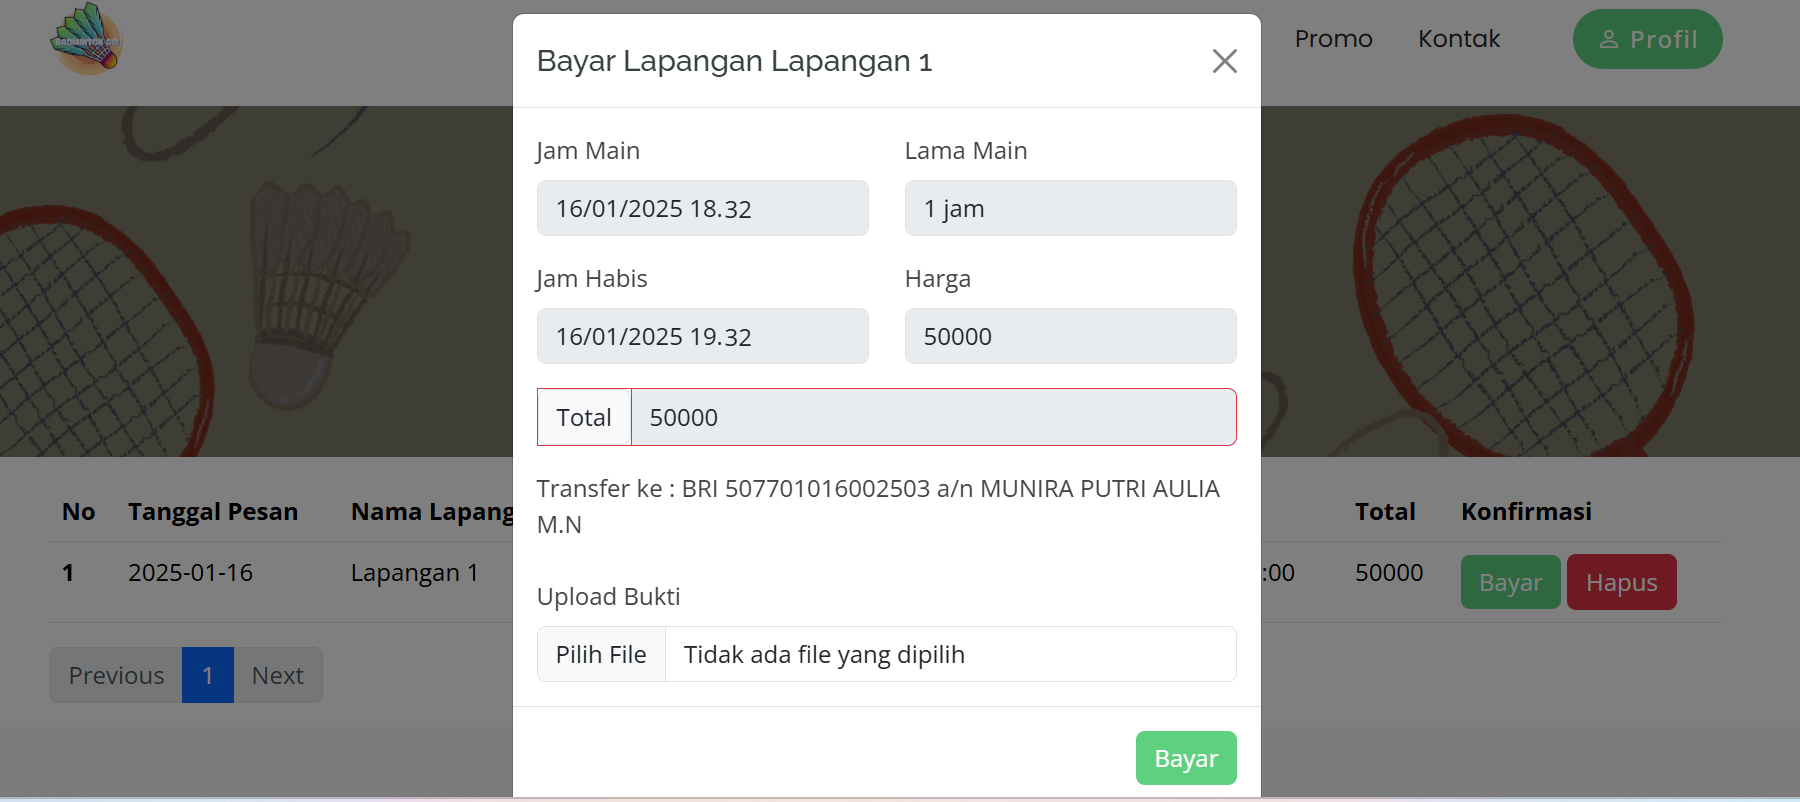 BADMINTON GO
Promo
Kontak
Profil
Bayar Lapangan Lapangan 1
Jam Main
Lama Main
16/01/2025 18.32
1 jam
Jam Habis
Harga
16/01/2025 19.32
50000
Total
50000
Transfer ke : BRI 507701016002503 a/n MUNIRA PUTRI AULIA
M.N
Upload Bukti
Pilih File
Tidak ada file yang dipilih
Bayar
No
Tanggal Pesan
Nama Lapang
Total
Konfirmasi
1
2025-01-16
Lapangan 1
:00
50000
Bayar
Hapus
Previous
1
Next